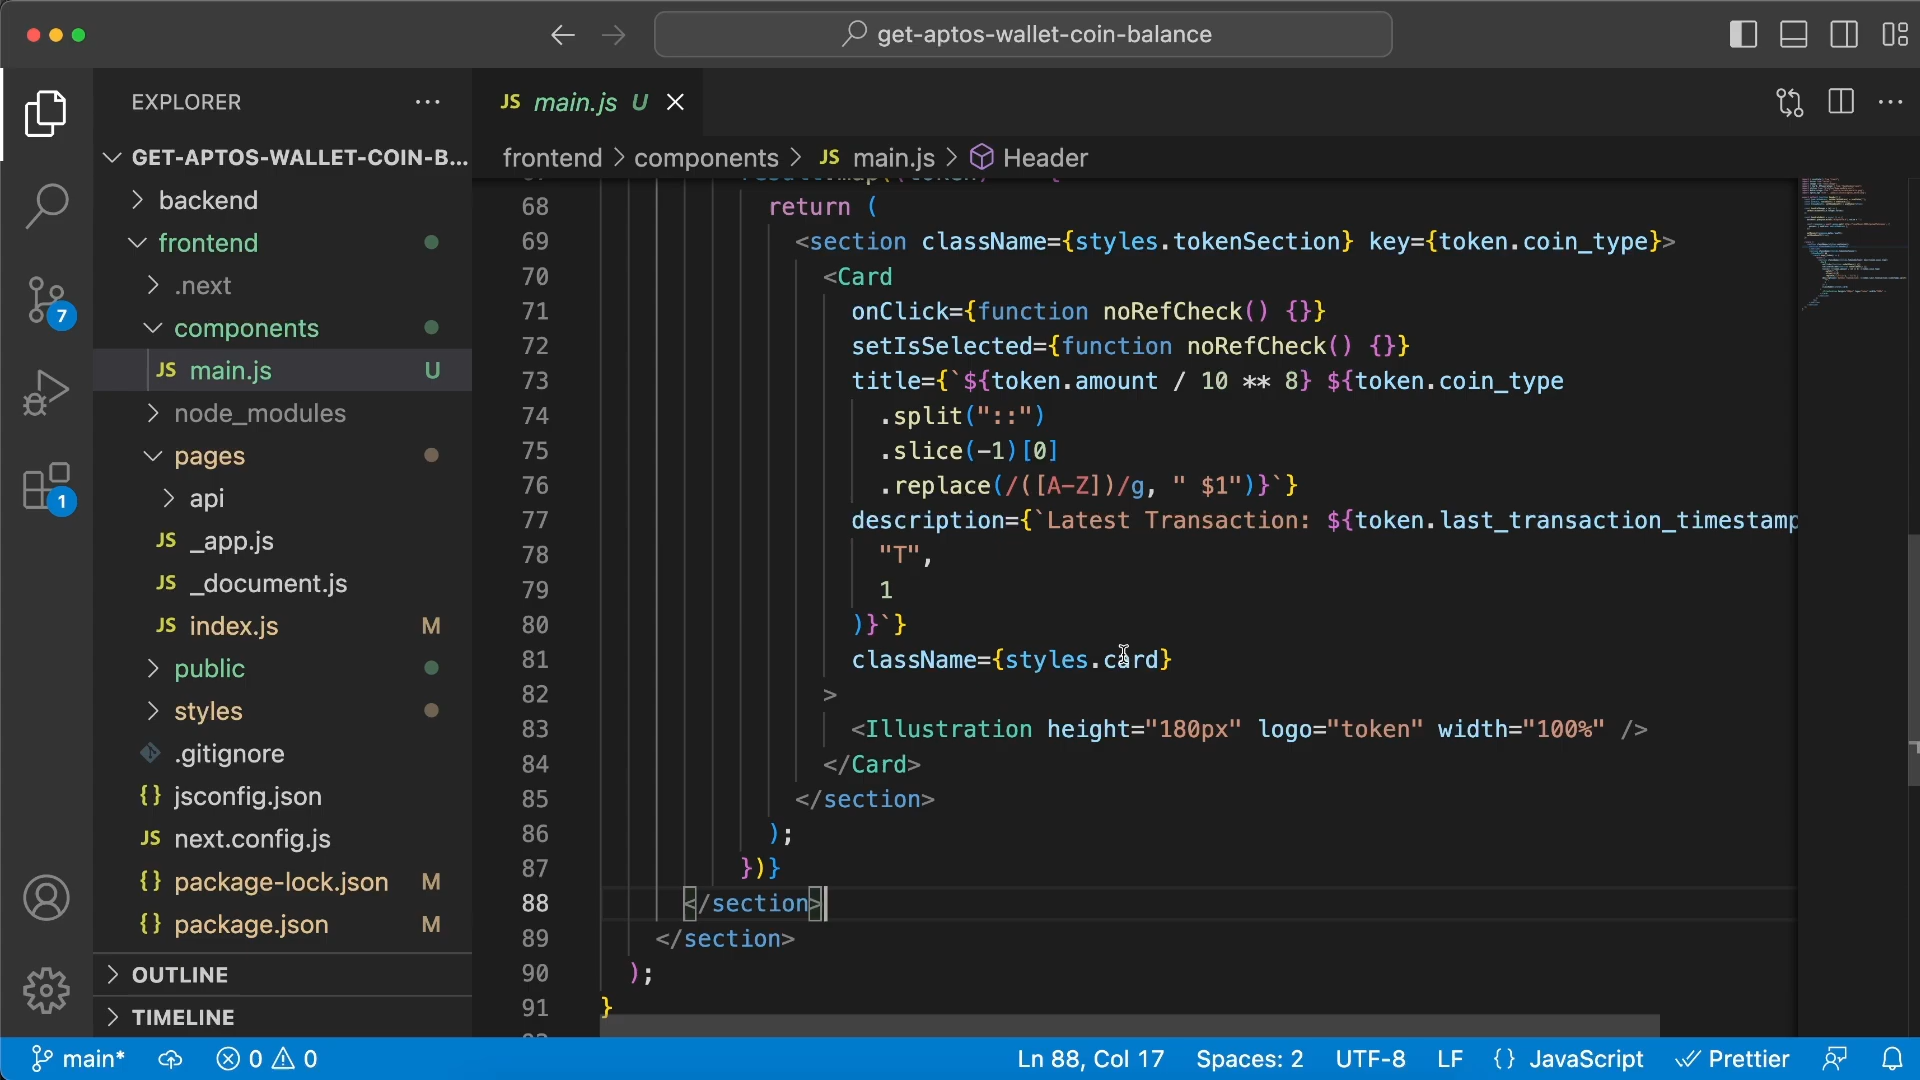 get-aptos-wallet-coin-balance
EXPLORER
GET-APTOS-WALLET-COIN-B...
backend
frontend
.next
components
JS main.js U
node_modules
pages
api
JS _app.js
JS _document.js
JS index.js M
public
styles
.gitignore
{} jsconfig.json
JS next.config.js
{} package-lock.json M
{} package.json M
OUTLINE
TIMELINE
7
1
JS main.js U
frontend > components > JS main.js > Header
68 return (
69 <section className={styles.tokenSection} key={token.coin_type}>
70 <Card
71 onClick={function noRefCheck() {}}
72 setIsSelected={function noRefCheck() {}}
73 title={`${token.amount / 10 ** 8} ${token.coin_type
74 .split("::")
75 .slice(-1)[0]
76 .replace(/([A-Z])/g, " $1")}`}
77 description={`Latest Transaction: ${token.last_transaction_timestamp
78 "T",
79 1
80 )}`}
81 className={styles.card}
82 >
83 <Illustration height="180px" logo="token" width="100%" />
84 </Card>
85 </section>
86 );
87 })}
88 </section>
89 </section>
90 );
91 }
main* 0 0 Ln 88, Col 17 Spaces: 2 UTF-8 LF {} JavaScript Prettier